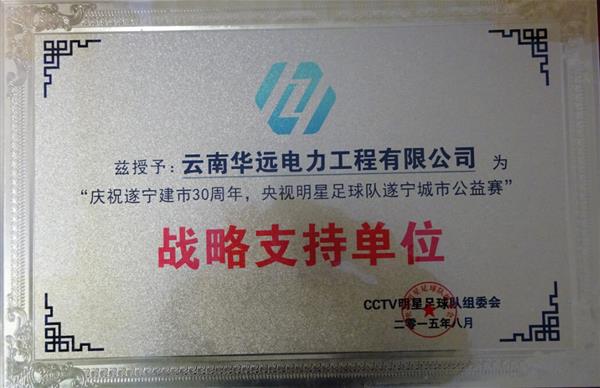 兹授予：云南华远电力工程有限公司 为
“庆祝遂宁建市30周年，央视明星足球队遂宁城市公益赛”
战略支持单位
CCTV明星足球队组委会
二零一五年八月